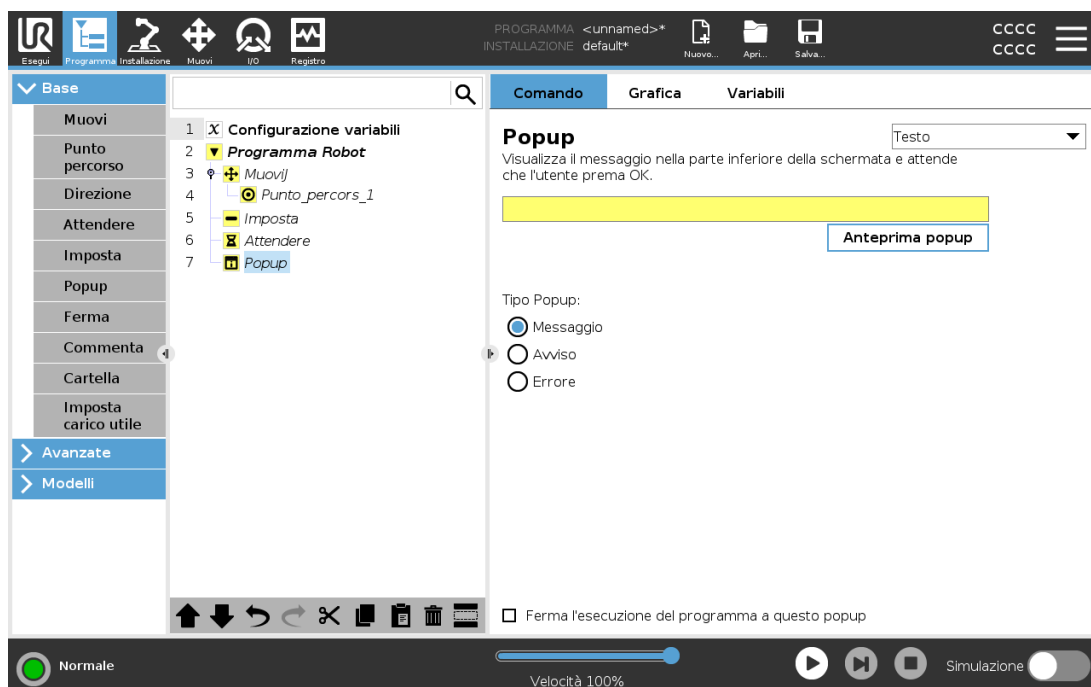 PROGRAMMA <unnamed>*
INSTALLAZIONE default*
Esegui
Programma
Installazione
Muovi
I/O
Registro
Nuovo...
Apri...
Salva...
cccc
cccc
Base
Muovi
Punto
percorso
Direzione
Attendere
Imposta
Popup
Ferma
Commenta
Cartella
Imposta
carico utile
Avanzate
Modelli
1 X Configurazione variabili
2 Programma Robot
3 MuoviJ
4 Punto_percors_1
5 Imposta
6 Attendere
7 Popup
Comando Grafica Variabili
Popup
Testo
Visualizza il messaggio nella parte inferiore della schermata e attende
che l'utente prema OK.
Anteprima popup
Tipo Popup:
Messaggio
Avviso
Errore
Ferma l'esecuzione del programma a questo popup
Normale
Velocità 100%
Simulazione